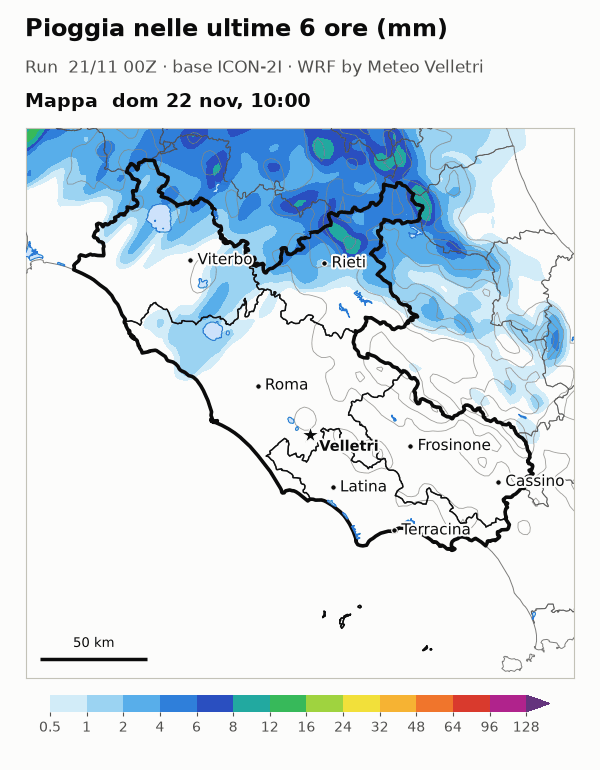 Pioggia nelle ultime 6 ore (mm)
Run  21/11 00Z · base ICON-2I · WRF by Meteo Velletri
Mappa  dom 22 nov, 10:00
Viterbo
Rieti
Roma
Velletri
Frosinone
Latina
Cassino
Terracina
50 km
0.5 1 2 4 6 8 12 16 24 32 48 64 96 128